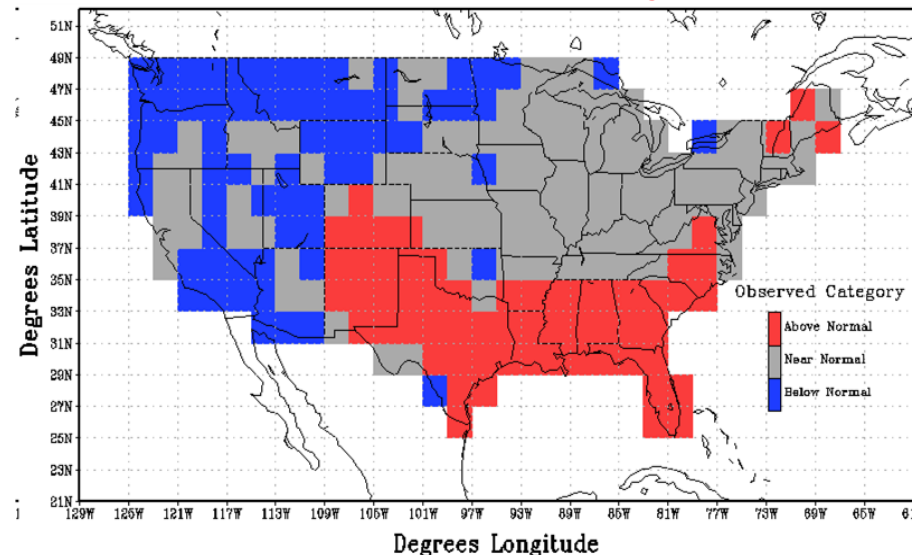 51N
49N
47N
45N
43N
41N
39N
37N
35N
33N
31N
29N
27N
25N
23N
21N
129W 125W 121W 117W 113W 109W 105W 101W 97W 93W 89W 85W 81W 77W 73W 69W 65W
Degrees Latitude
Degrees Longitude
Observed Category
Above Normal
Near Normal
Below Normal